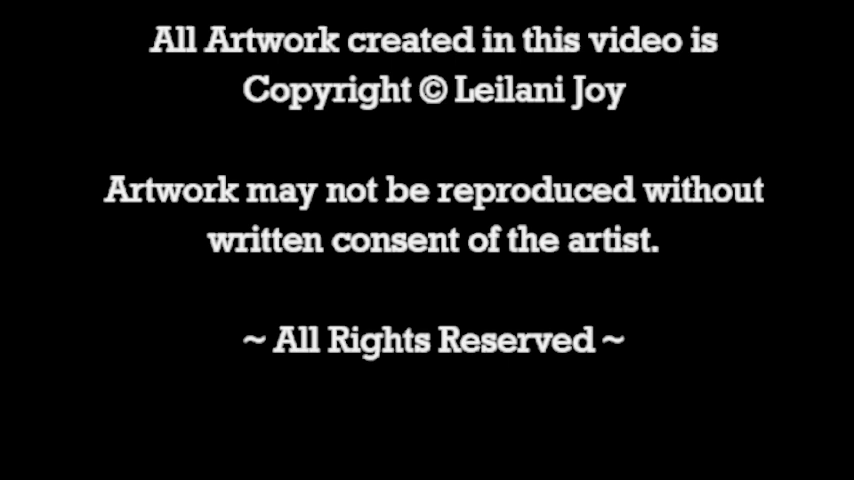 All Artwork created in this video is
Copyright © Leilani Joy
Artwork may not be reproduced without
written consent of the artist.
~ All Rights Reserved ~